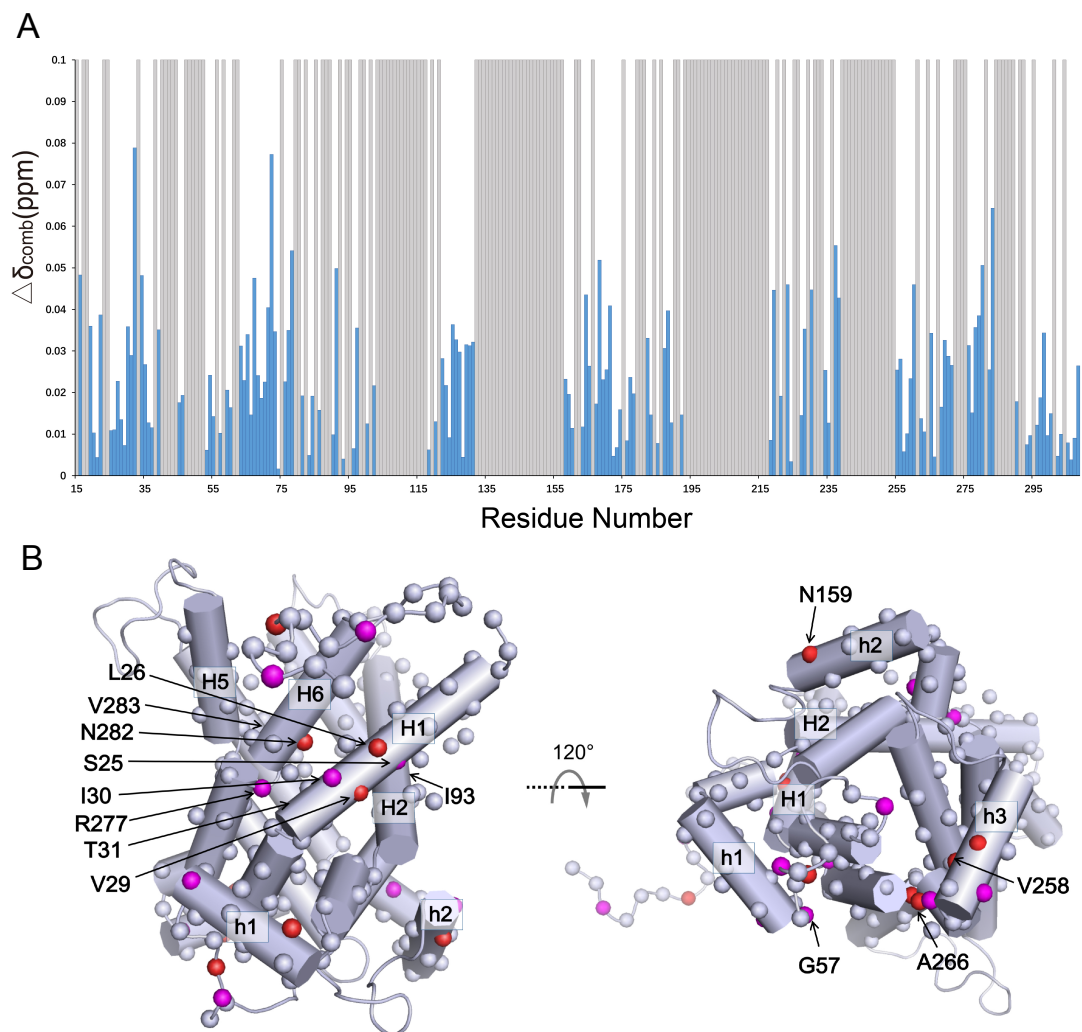 A
△δcomb(ppm)
0.1
0.09
0.08
0.07
0.06
0.05
0.04
0.03
0.02
0.01
0
15 35 55 75 95 115 135 155 175 195 215 235 255 275 295
Residue Number
B
L26
V283
N282
S25
I30
R277
T31
V29
H5
H6
H1
H2
I93
h1
h2
120°
N159
h2
H2
H1
h1
h3
V258
G57
A266